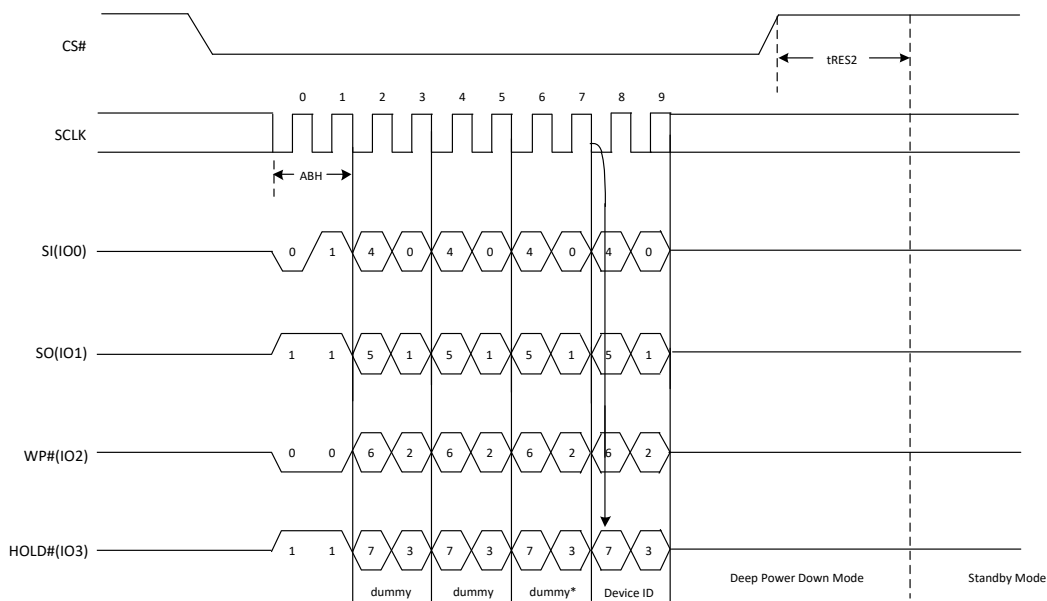 CS#
tRES2
0 1 2 3 4 5 6 7 8 9
SCLK
ABH
SI(IO0) 0 1 4 0 4 0 4 0 4 0
SO(IO1) 1 1 5 1 5 1 5 1 5 1
WP#(IO2) 0 0 6 2 6 2 6 2 6 2
HOLD#(IO3) 1 1 7 3 7 3 7 3 7 3
dummy dummy dummy* Device ID Deep Power Down Mode Standby Mode